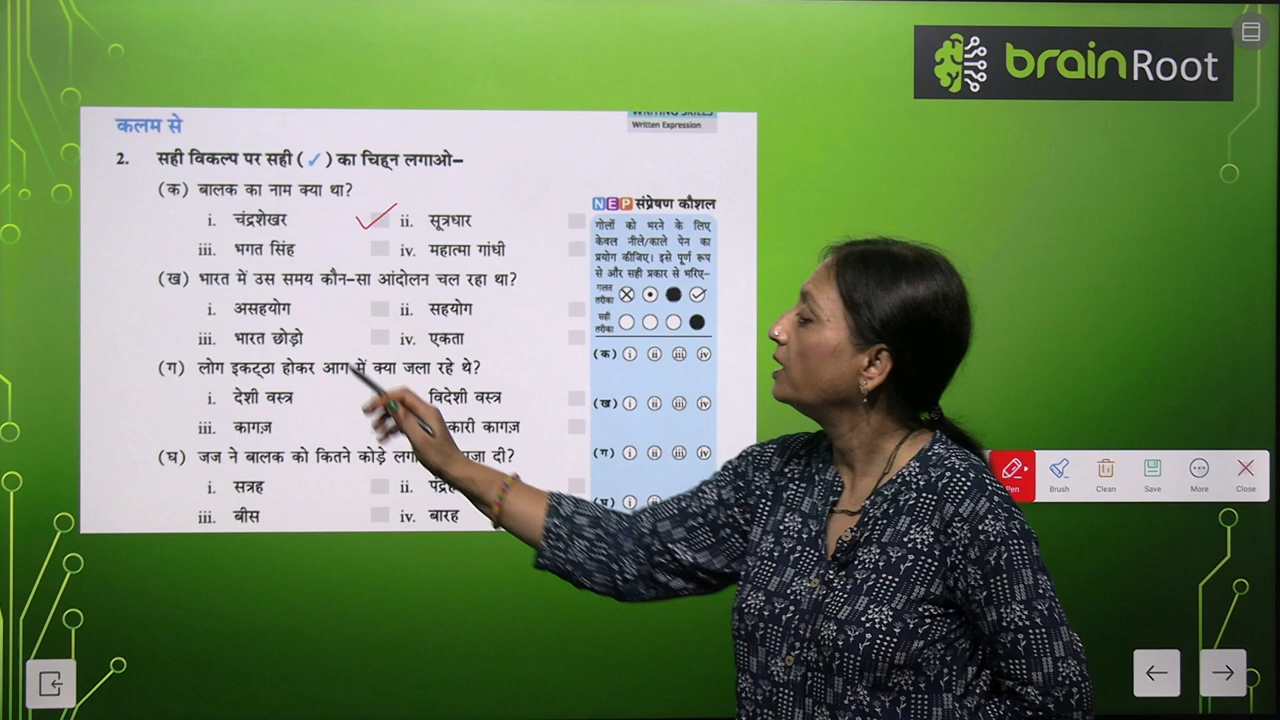 brainRoot
कलम से
WRITING SKILLS
Written Expression
2. सही विकल्प पर सही ( ✓ ) का चिह्न लगाओ–
(क) बालक का नाम क्या था?
i. चंद्रशेखर ii. सूत्रधार
iii. भगत सिंह iv. महात्मा गांधी
(ख) भारत में उस समय कौन-सा आंदोलन चल रहा था?
i. असहयोग ii. सहयोग
iii. भारत छोड़ो iv. एकता
(ग) लोग इकट्ठा होकर आग में क्या जला रहे थे?
i. देशी वस्त्र विदेशी वस्त्र
iii. कागज़ कारी कागज़
(घ) जज ने बालक को कितने कोड़े दी?
i. सत्रह ii.
iii. बीस iv. बारह
NEP संप्रेषण कौशल
गोलों को भरने के लिए
केवल नीले/काले पेन का
प्रयोग कीजिए। इसे पूर्ण रूप
से और सही प्रकार से भरिए–
गलत
तरीका
सही
तरीका
(क) i ii iii iv
(ख) i ii iii iv
(ग) i ii iii iv
(घ) i
Pen Brush Clean Save More Close